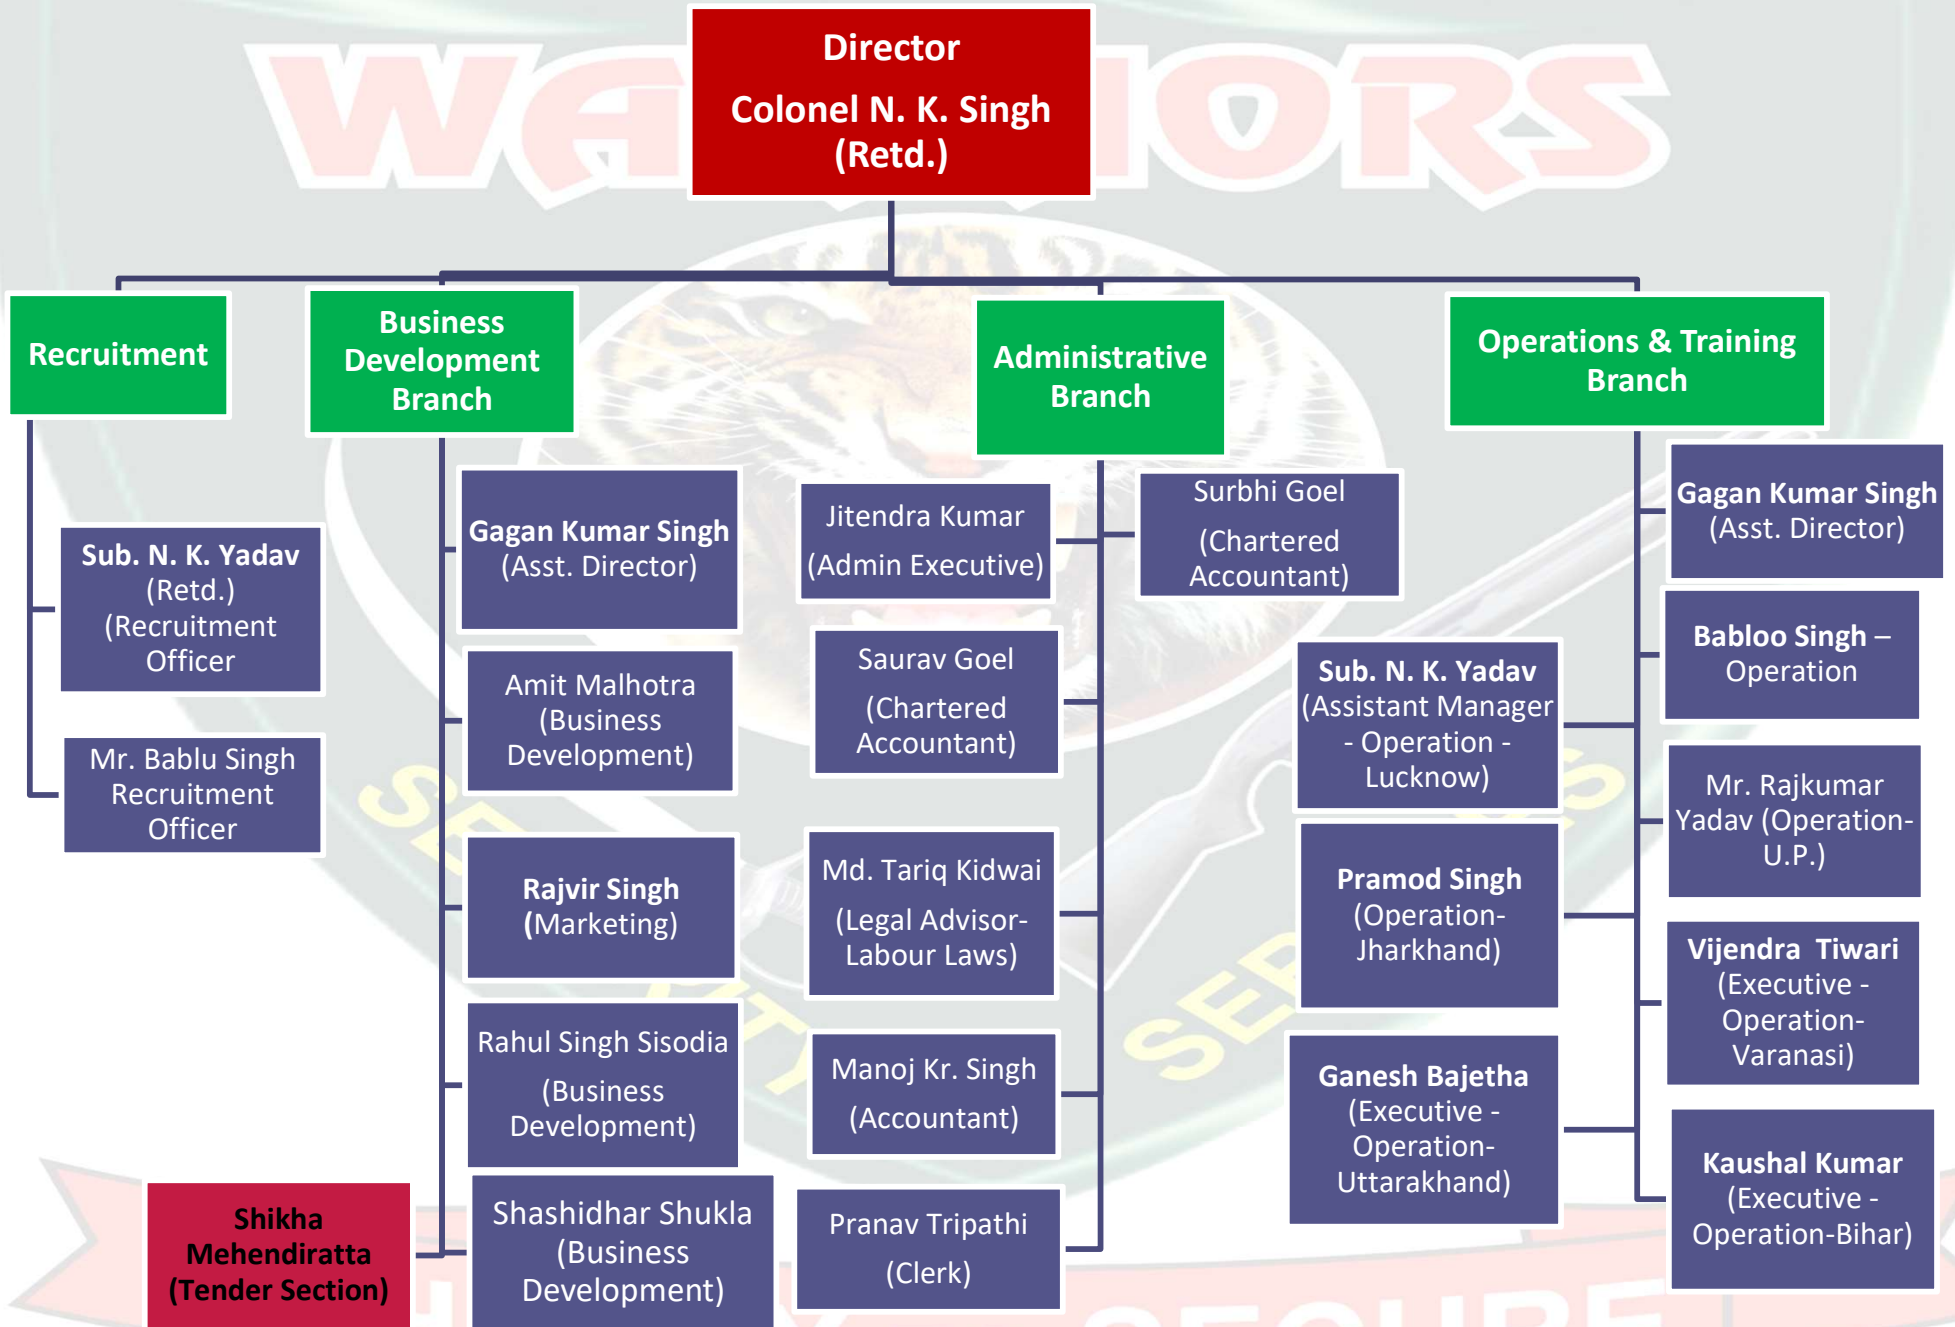 WARRIORS
Director
Colonel N. K. Singh
(Retd.)
Recruitment
Sub. N. K. Yadav
(Retd.)
(Recruitment
Officer
Mr. Bablu Singh
Recruitment
Officer
Business
Development
Branch
Gagan Kumar Singh
(Asst. Director)
Amit Malhotra
(Business
Development)
Rajvir Singh
(Marketing)
Rahul Singh Sisodia
(Business
Development)
Shashidhar Shukla
(Business
Development)
Shikha
Mehendiratta
(Tender Section)
Administrative
Branch
Jitendra Kumar
(Admin Executive)
Surbhi Goel
(Chartered
Accountant)
Saurav Goel
(Chartered
Accountant)
Md. Tariq Kidwai
(Legal Advisor-
Labour Laws)
Manoj Kr. Singh
(Accountant)
Pranav Tripathi
(Clerk)
Operations & Training
Branch
Gagan Kumar Singh
(Asst. Director)
Babloo Singh –
Operation
Sub. N. K. Yadav
(Assistant Manager
- Operation -
Lucknow)
Mr. Rajkumar
Yadav (Operation-
U.P.)
Pramod Singh
(Operation-
Jharkhand)
Vijendra  Tiwari
(Executive -
Operation-
Varanasi)
Ganesh Bajetha
(Executive -
Operation-
Uttarakhand)
Kaushal Kumar
(Executive -
Operation-Bihar)
SECURITY SERVICES
SECURE